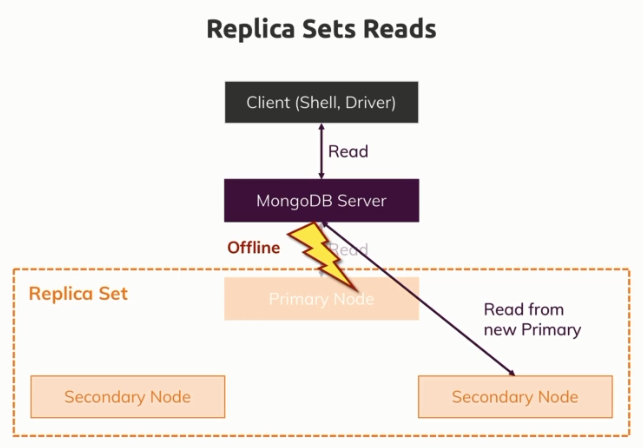 Replica Sets Reads
Client (Shell, Driver)
Read
MongoDB Server
Offline
Read
Replica Set
Primary Node
Read from
new Primary
Secondary Node
Secondary Node